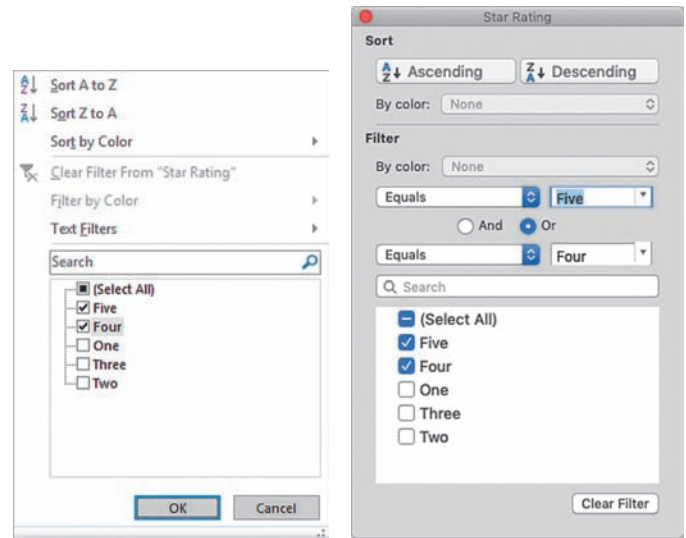 Sort A to Z
Sort Z to A
Sort by Color
Clear Filter From "Star Rating"
Filter by Color
Text Filters
Search
(Select All)
Five
Four
One
Three
Two
OK
Cancel
Star Rating
Sort
Ascending
Descending
By color: None
Filter
By color: None
Equals Five
And Or
Equals Four
Search
(Select All)
Five
Four
One
Three
Two
Clear Filter